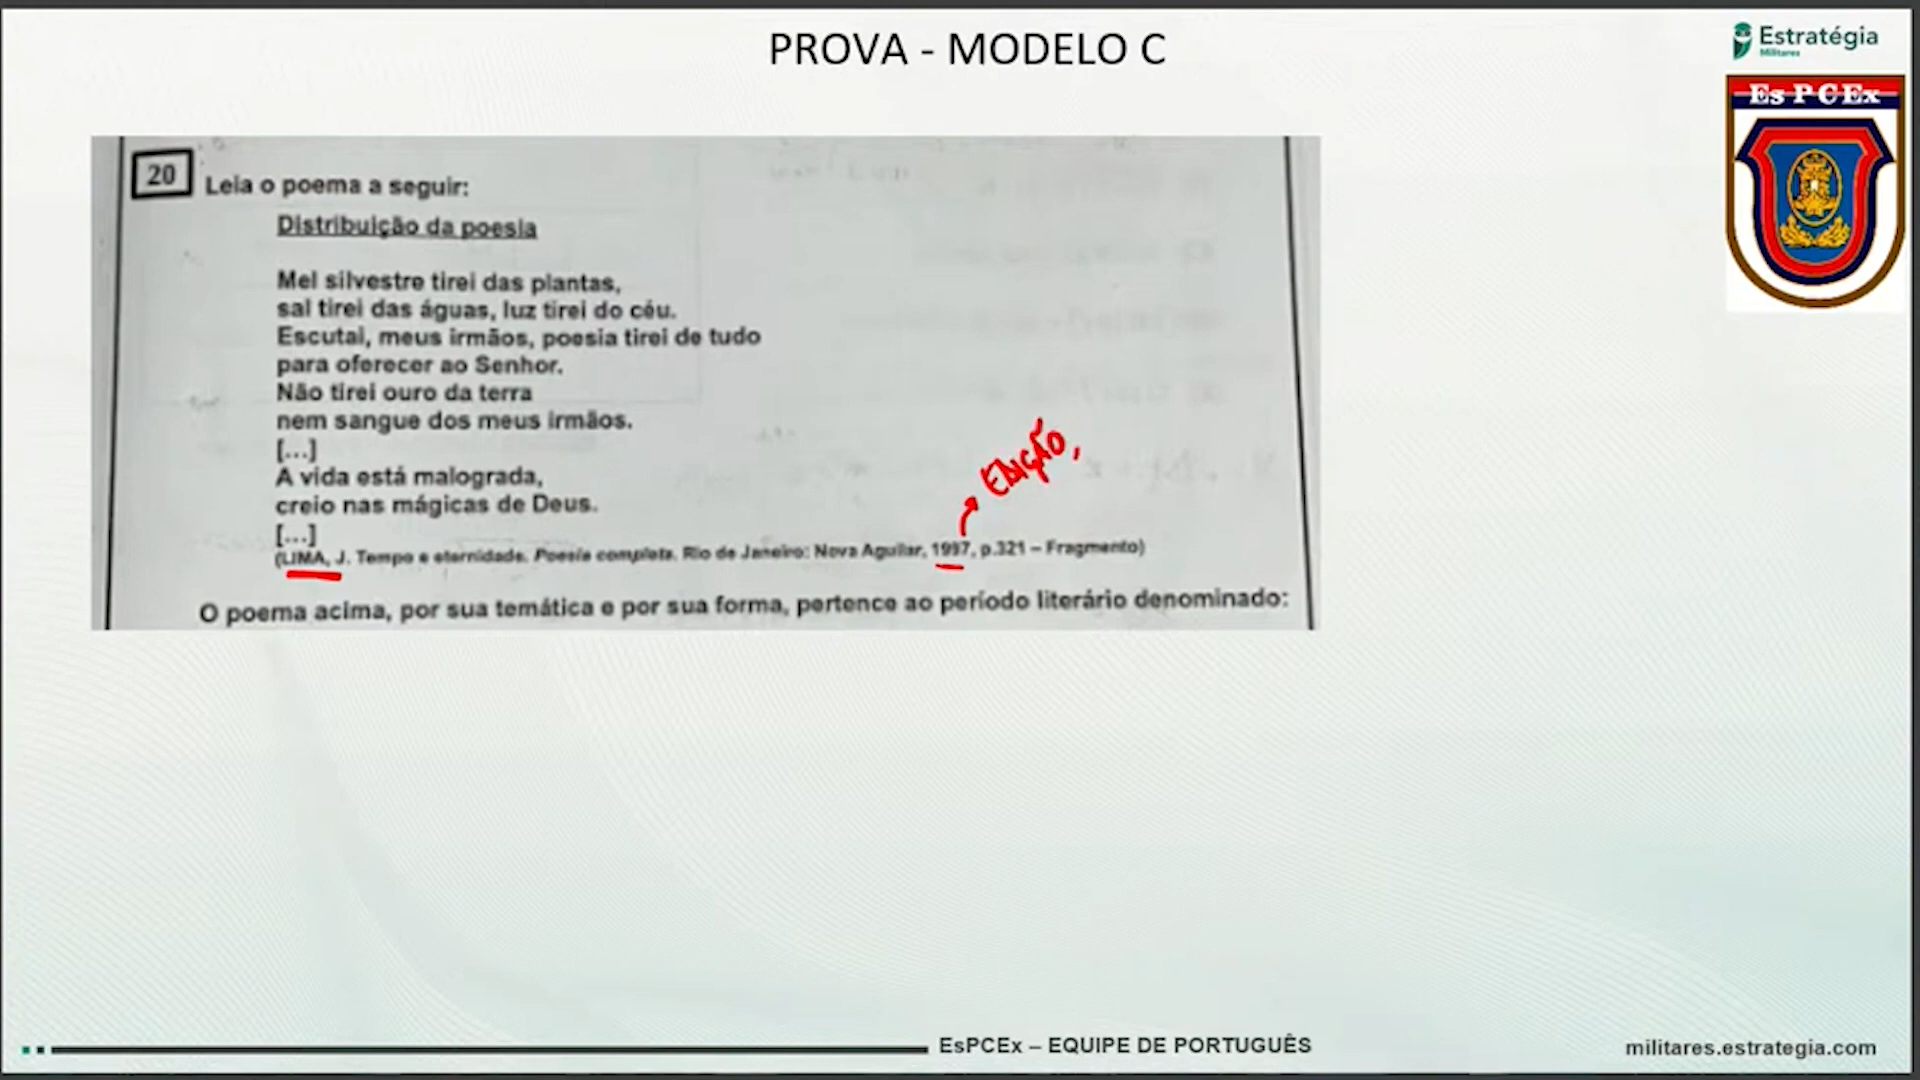 PROVA - MODELO C
Estratégia
Militares
Es P C Ex
20
Leia o poema a seguir:
Distribuição da poesia
Mel silvestre tirei das plantas,
sal tirei das águas, luz tirei do céu.
Escutai, meus irmãos, poesia tirei de tudo
para oferecer ao Senhor.
Não tirei ouro da terra
nem sangue dos meus irmãos.
[...]
A vida está malograda,
creio nas mágicas de Deus.
[...]
EDIÇÃO,
(LIMA, J. Tempo e eternidade. Poesia completa. Rio de Janeiro: Nova Aguilar, 1997, p.321 – Fragmento)
O poema acima, por sua temática e por sua forma, pertence ao período literário denominado:
EsPCEx – EQUIPE DE PORTUGUÊS
militares.estrategia.com